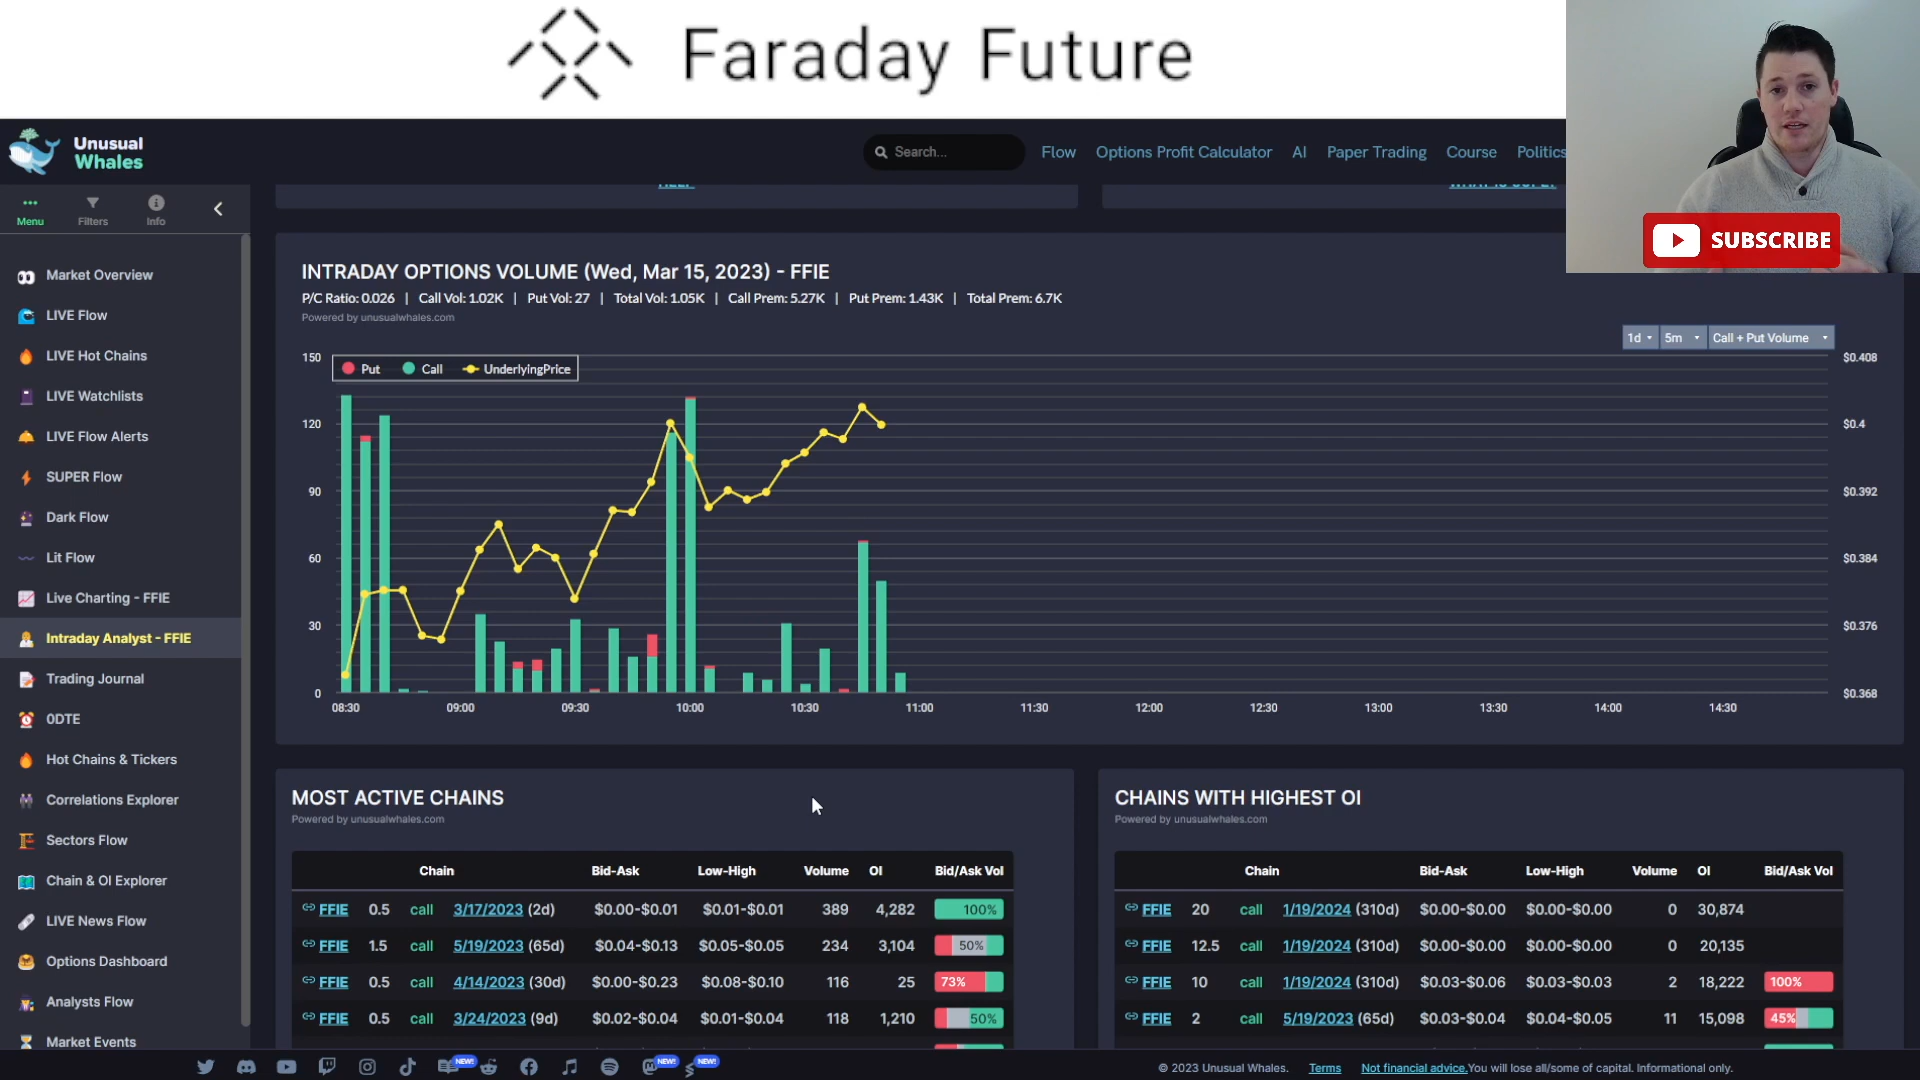 Faraday Future
Unusual
Whales
Search...
Flow
Options Profit Calculator
AI
Paper Trading
Course
Politics
SUBSCRIBE
Menu
Filters
Info
HELP
WHAT IS SUPER?
Market Overview
LIVE Flow
LIVE Hot Chains
LIVE Watchlists
LIVE Flow Alerts
SUPER Flow
Dark Flow
Lit Flow
Live Charting - FFIE
Intraday Analyst - FFIE
Trading Journal
0DTE
Hot Chains & Tickers
Correlations Explorer
Sectors Flow
Chain & OI Explorer
LIVE News Flow
Options Dashboard
Analysts Flow
Market Events
INTRADAY OPTIONS VOLUME (Wed, Mar 15, 2023) - FFIE
P/C Ratio: 0.026 | Call Vol: 1.02K | Put Vol: 27 | Total Vol: 1.05K | Call Prem: 5.27K | Put Prem: 1.43K | Total Prem: 6.7K
Powered by unusualwhales.com
1d 5m Call + Put Volume
Put Call UnderlyingPrice
150 $0.408
120 $0.4
90 $0.392
60 $0.384
30 $0.376
0 $0.368
08:30 09:00 09:30 10:00 10:30 11:00 11:30 12:00 12:30 13:00 13:30 14:00 14:30
MOST ACTIVE CHAINS
Powered by unusualwhales.com
Chain Bid-Ask Low-High Volume OI Bid/Ask Vol
FFIE 0.5 call 3/17/2023 (2d) $0.00-$0.01 $0.01-$0.01 389 4,282 100%
FFIE 1.5 call 5/19/2023 (65d) $0.04-$0.13 $0.05-$0.05 234 3,104 50%
FFIE 0.5 call 4/14/2023 (30d) $0.00-$0.23 $0.08-$0.10 116 25 73%
FFIE 0.5 call 3/24/2023 (9d) $0.02-$0.04 $0.01-$0.04 118 1,210 50%
CHAINS WITH HIGHEST OI
Powered by unusualwhales.com
Chain Bid-Ask Low-High Volume OI Bid/Ask Vol
FFIE 20 call 1/19/2024 (310d) $0.00-$0.00 $0.00-$0.00 0 30,874
FFIE 12.5 call 1/19/2024 (310d) $0.00-$0.00 $0.00-$0.00 0 20,135
FFIE 10 call 1/19/2024 (310d) $0.03-$0.06 $0.03-$0.03 2 18,222 100%
FFIE 2 call 5/19/2023 (65d) $0.03-$0.04 $0.04-$0.05 11 15,098 45%
NEW! NEW! NEW!
© 2023 Unusual Whales. Terms Not financial advice. You will lose all/some of capital. Informational only.